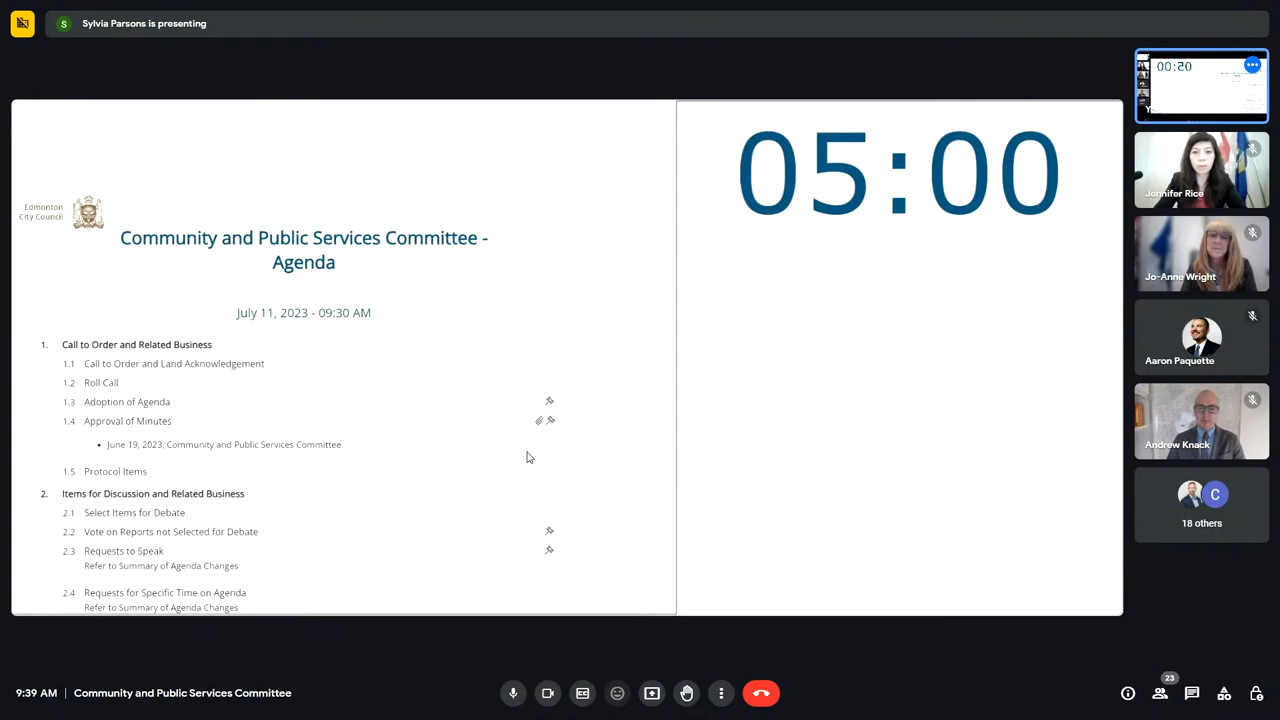 S
Sylvia Parsons is presenting
00:50
Jennifer Rice
Jo-Anne Wright
Aaron Paquette
Andrew Knack
C
18 others
Edmonton
City Council
Community and Public Services Committee -
Agenda
July 11, 2023 - 09:30 AM
1. Call to Order and Related Business
1.1 Call to Order and Land Acknowledgement
1.2 Roll Call
1.3 Adoption of Agenda
1.4 Approval of Minutes
• June 19, 2023, Community and Public Services Committee
1.5 Protocol Items
2. Items for Discussion and Related Business
2.1 Select Items for Debate
2.2 Vote on Reports not Selected for Debate
2.3 Requests to Speak
Refer to Summary of Agenda Changes
2.4 Requests for Specific Time on Agenda
Refer to Summary of Agenda Changes
05:00
9:39 AM | Community and Public Services Committee
23